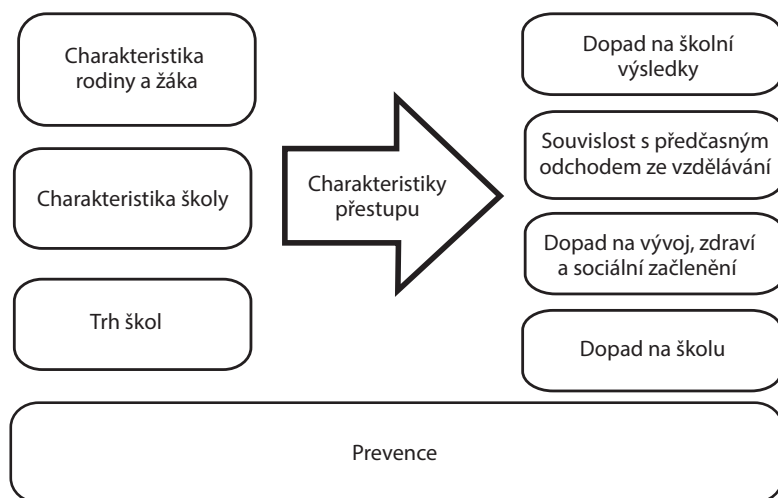 Charakteristika
rodiny a žáka
Charakteristika školy
Trh škol
Charakteristiky
přestupu
Dopad na školní
výsledky
Souvislost s předčasným
odchodem ze vzdělávání
Dopad na vývoj, zdraví
a sociální začlenění
Dopad na školu
Prevence